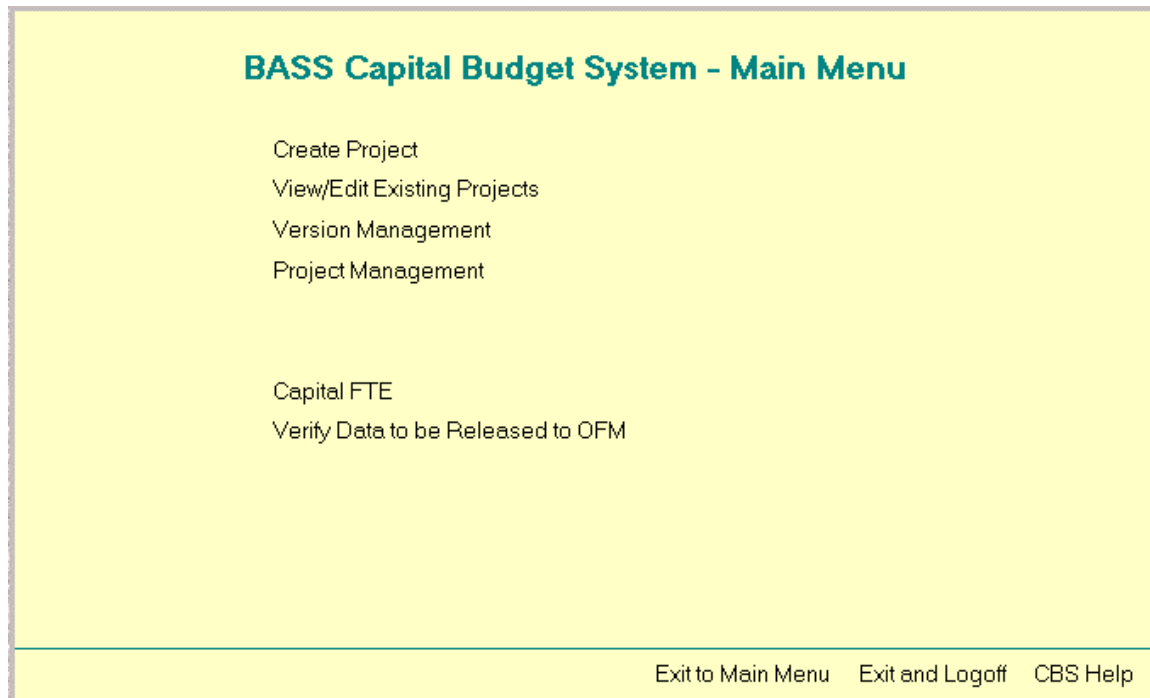 BASS Capital Budget System - Main Menu
Create Project
View/Edit Existing Projects
Version Management
Project Management
Capital FTE
Verify Data to be Released to OFM
Exit to Main Menu Exit and Logoff CBS Help